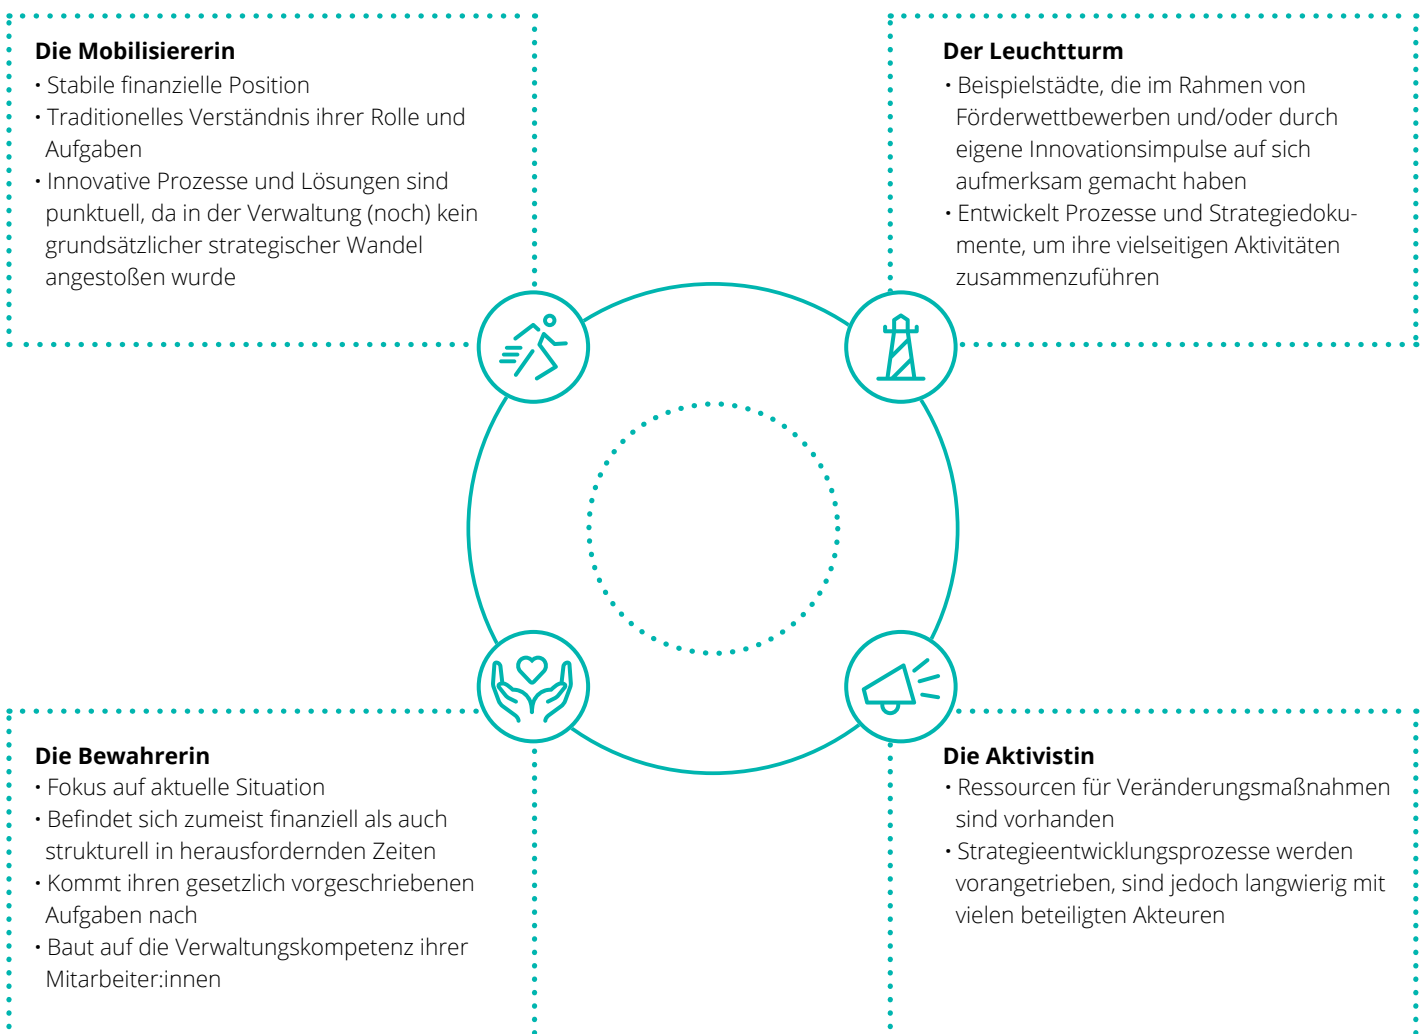 Die Mobilisiererin
• Stabile finanzielle Position
• Traditionelles Verständnis ihrer Rolle und
Aufgaben
• Innovative Prozesse und Lösungen sind
punktuell, da in der Verwaltung (noch) kein
grundsätzlicher strategischer Wandel
angestoßen wurde
Der Leuchtturm
• Beispielstädte, die im Rahmen von
Förderwettbewerben und/oder durch
eigene Innovationsimpulse auf sich
aufmerksam gemacht haben
• Entwickelt Prozesse und Strategiedoku-
mente, um ihre vielseitigen Aktivitäten
zusammenzuführen
Die Bewahrerin
• Fokus auf aktuelle Situation
• Befindet sich zumeist finanziell als auch
strukturell in herausfordernden Zeiten
• Kommt ihren gesetzlich vorgeschriebenen
Aufgaben nach
• Baut auf die Verwaltungskompetenz ihrer
Mitarbeiter:innen
Die Aktivistin
• Ressourcen für Veränderungsmaßnahmen
sind vorhanden
• Strategieentwicklungsprozesse werden
vorangetrieben, sind jedoch langwierig mit
vielen beteiligten Akteuren